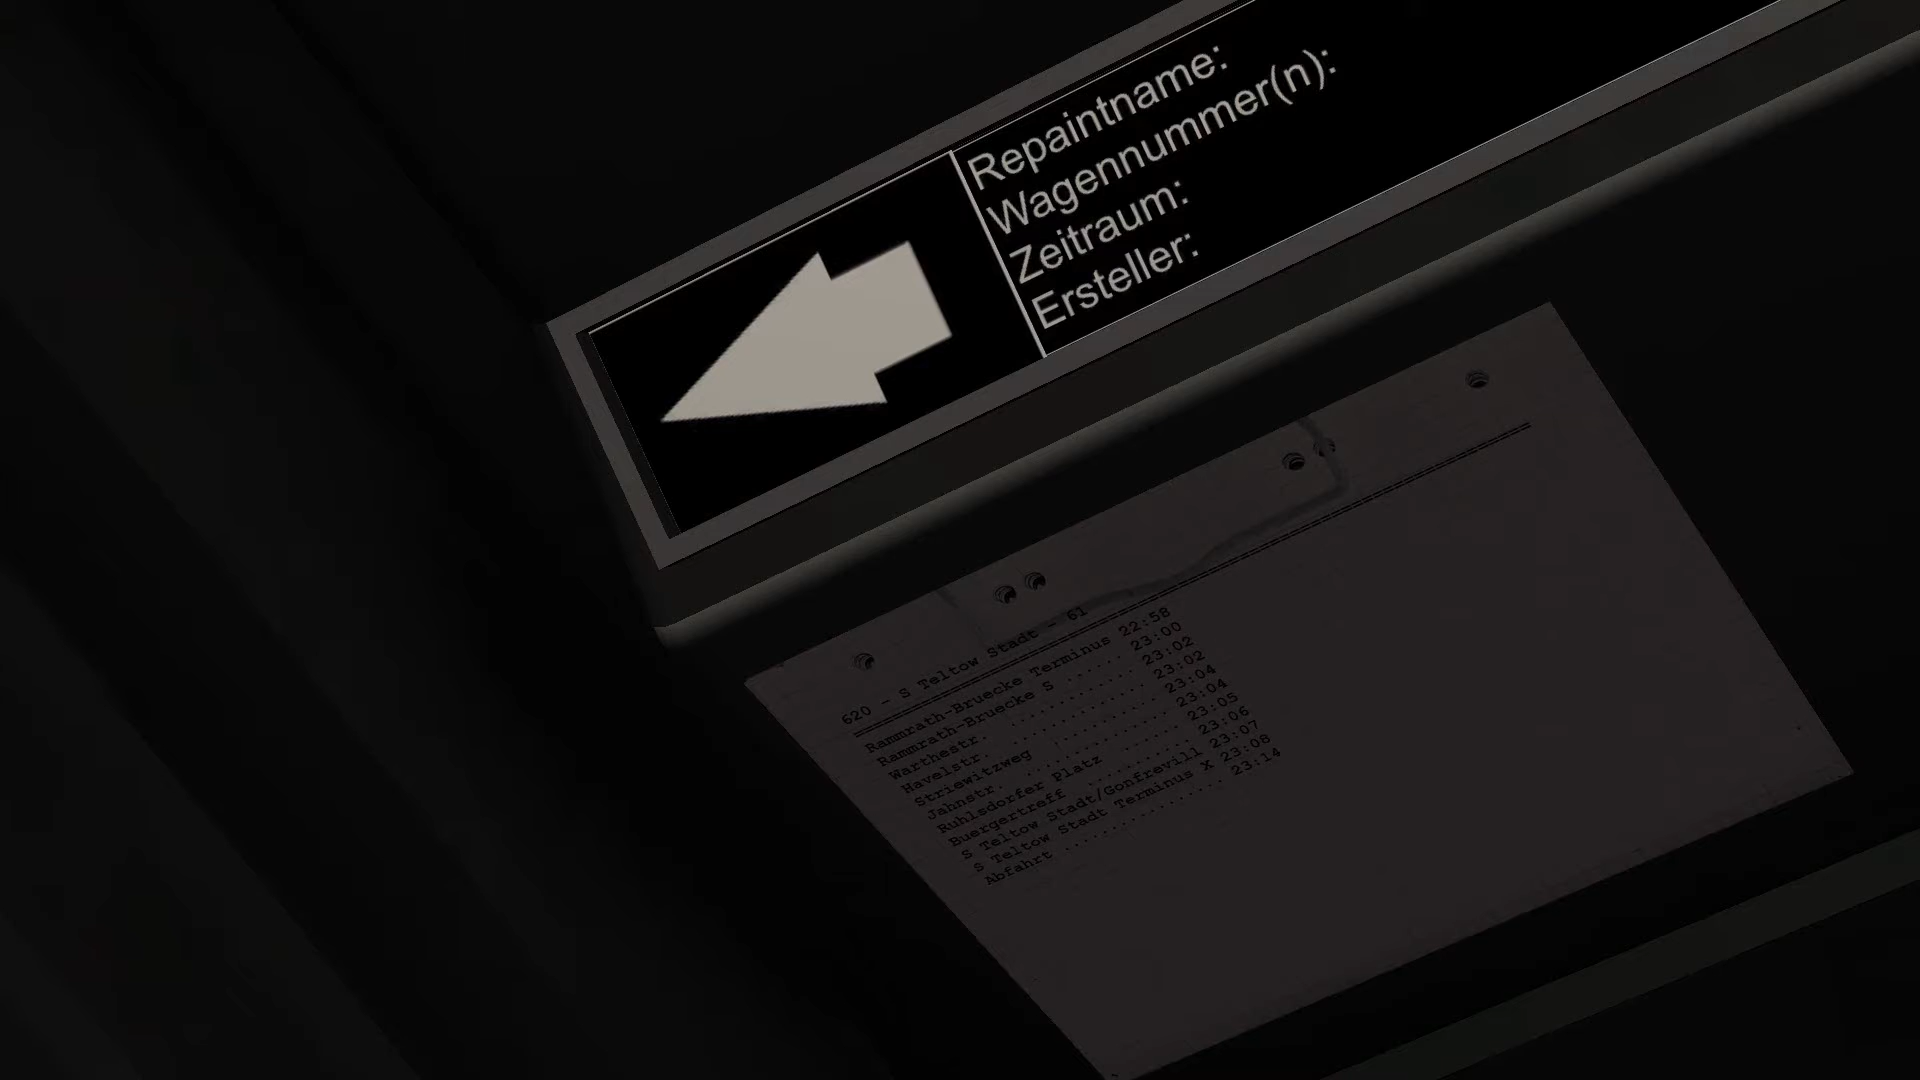 Repaintname:
Wagennummer(n):
Zeitraum:
Ersteller:
620 - S Teltow Stadt - 61
Rammrath-Bruecke Terminus 22:58
Rammrath-Bruecke S ...... 23:00
Warthestr. .............. 23:02
Havelstr. ............... 23:02
Striewitzweg ............ 23:04
Jahnstr. ................ 23:04
Ruhlsdorfer Platz ....... 23:05
Buergertreff ............ 23:06
S Teltow Stadt/Gonfrevill 23:07
S Teltow Stadt Terminus X 23:08
Abfahrt ................. 23:14